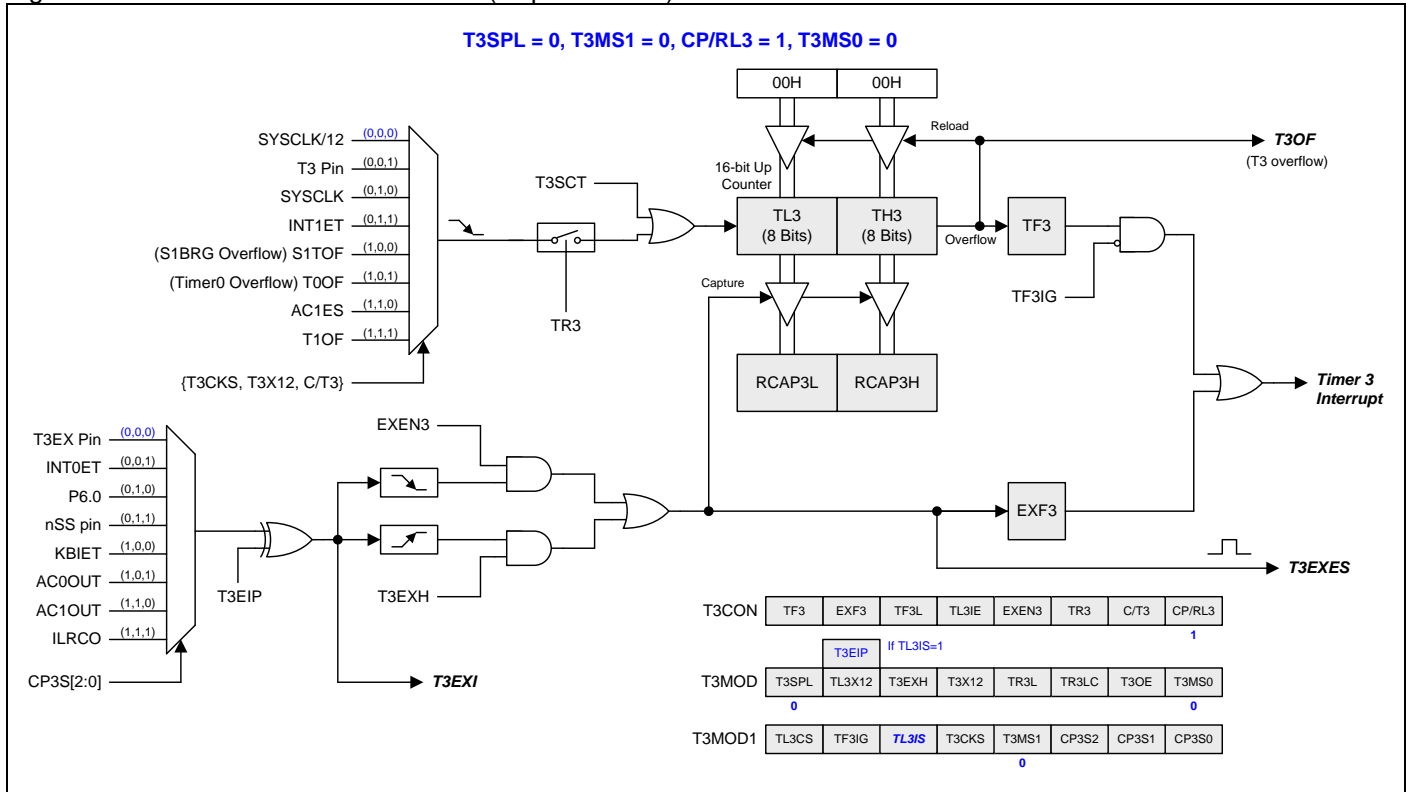 T3SPL = 0, T3MS1 = 0, CP/RL3 = 1, T3MS0 = 0
00H 00H
SYSCLK/12 (0,0,0)
T3 Pin (0,0,1)
SYSCLK (0,1,0)
INT1ET (0,1,1)
(S1BRG Overflow) S1TOF (1,0,0)
(Timer0 Overflow) T0OF (1,0,1)
AC1ES (1,1,0)
T1OF (1,1,1)
{T3CKS, T3X12, C/T3}
TR3
T3SCT
16-bit Up
Counter
Reload
T3OF
(T3 overflow)
TL3
(8 Bits)
TH3
(8 Bits)
Overflow
TF3
TF3IG
Capture
RCAP3L RCAP3H
Timer 3
Interrupt
T3EX Pin (0,0,0)
INT0ET (0,0,1)
P6.0 (0,1,0)
nSS pin (0,1,1)
KBIET (1,0,0)
AC0OUT (1,0,1)
AC1OUT (1,1,0)
ILRCO (1,1,1)
CP3S[2:0]
T3EIP
EXEN3
T3EXH
T3EXI
EXF3
T3EXES
T3CON TF3 EXF3 TF3L TL3IE EXEN3 TR3 C/T3 CP/RL3
1
T3EIP If TL3IS=1
T3MOD T3SPL TL3X12 T3EXH T3X12 TR3L TR3LC T3OE T3MS0
0 0
T3MOD1 TL3CS TF3IG TL3IS T3CKS T3MS1 CP3S2 CP3S1 CP3S0
0